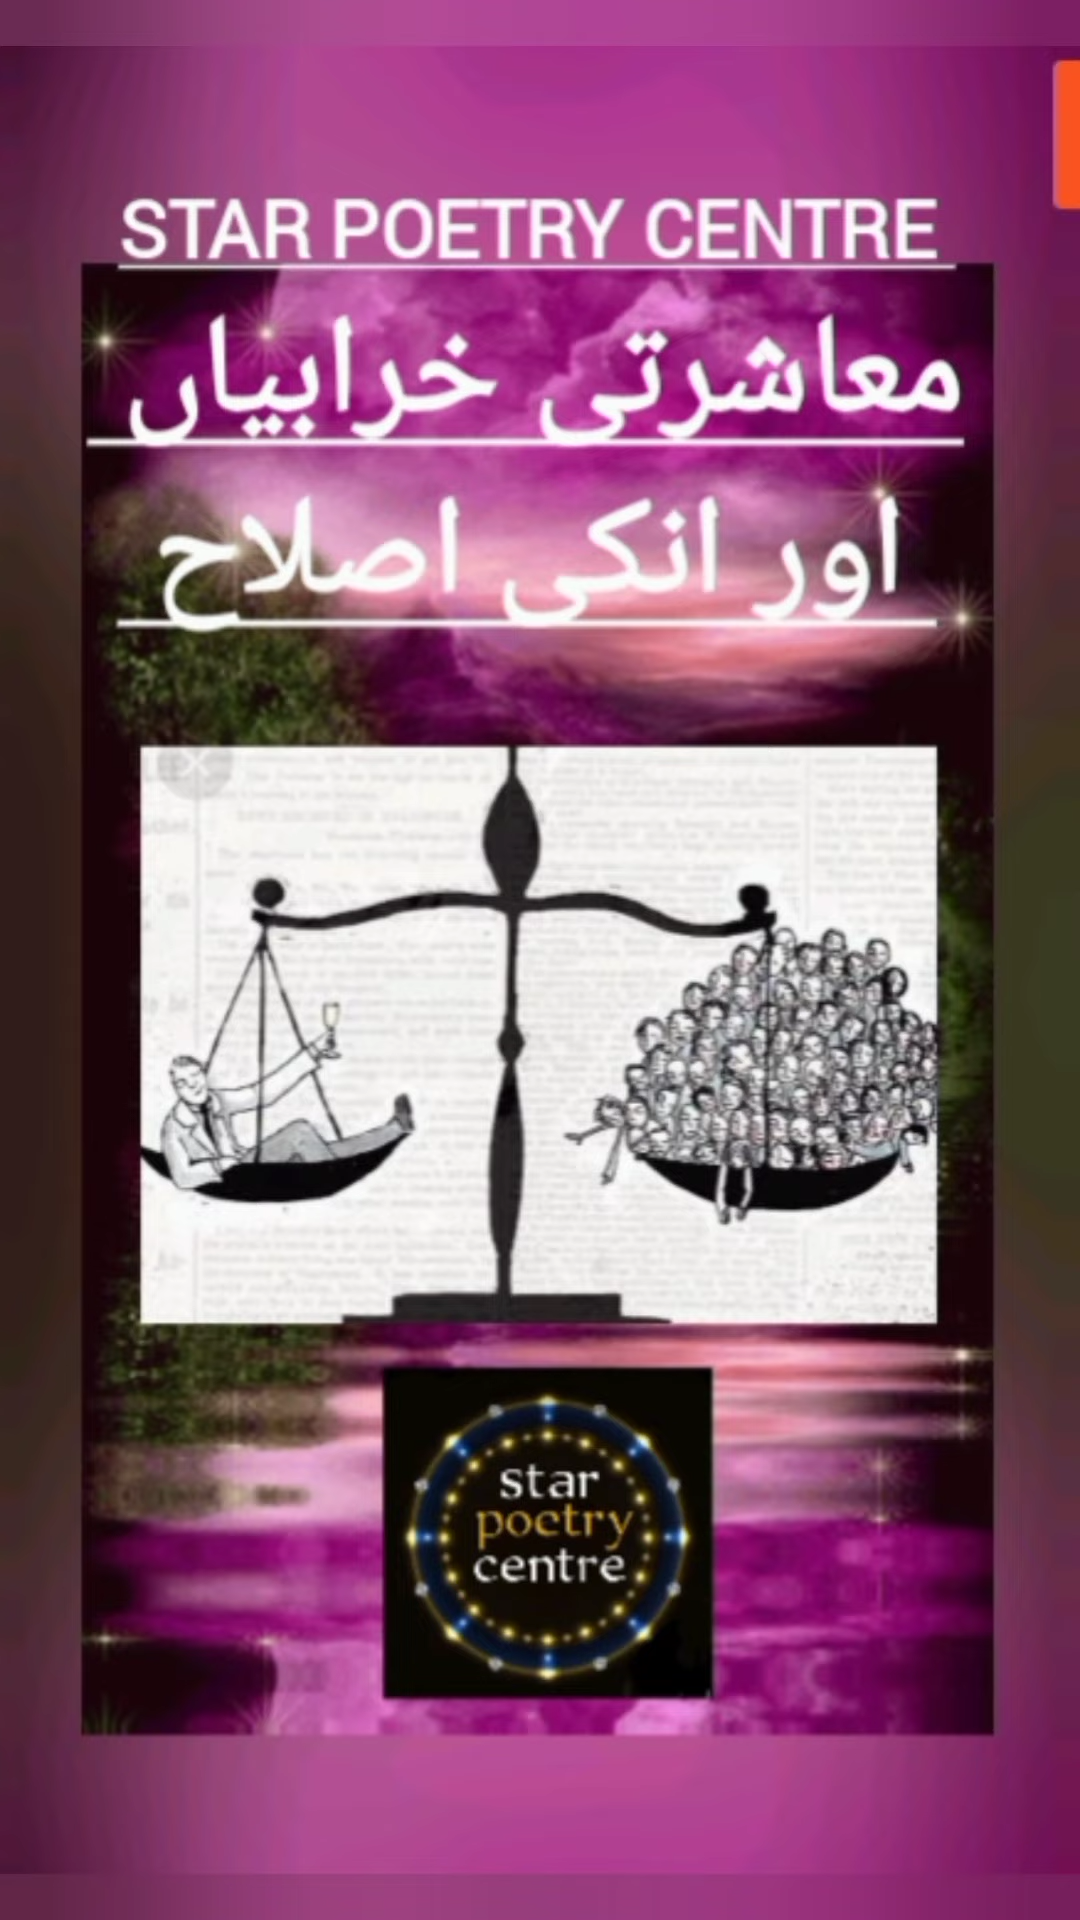 STAR POETRY CENTRE
معاشرتی خرابیاں
اور انکی اصلاح
star
poetry
centre